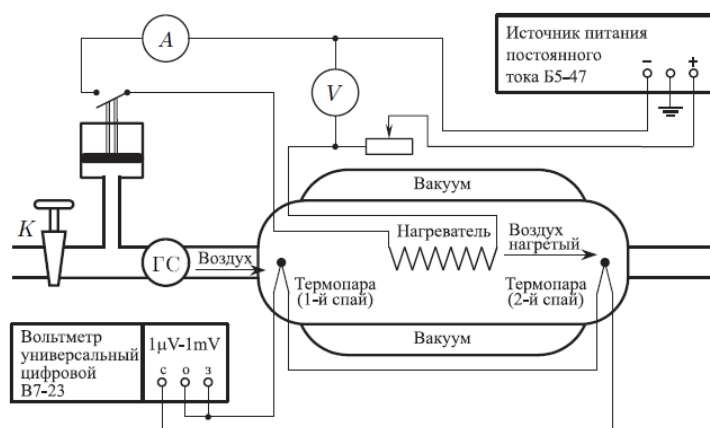 A
Источник питания
постоянного
тока Б5–47
–
+
V
Вакуум
K
ГС
Воздух
Нагреватель
Воздух
нагретый
Термопара
(1-й спай)
Термопара
(2-й спай)
Вакуум
Вольтметр
универсальный
цифровой
В7-23
1μV-1mV
с о з